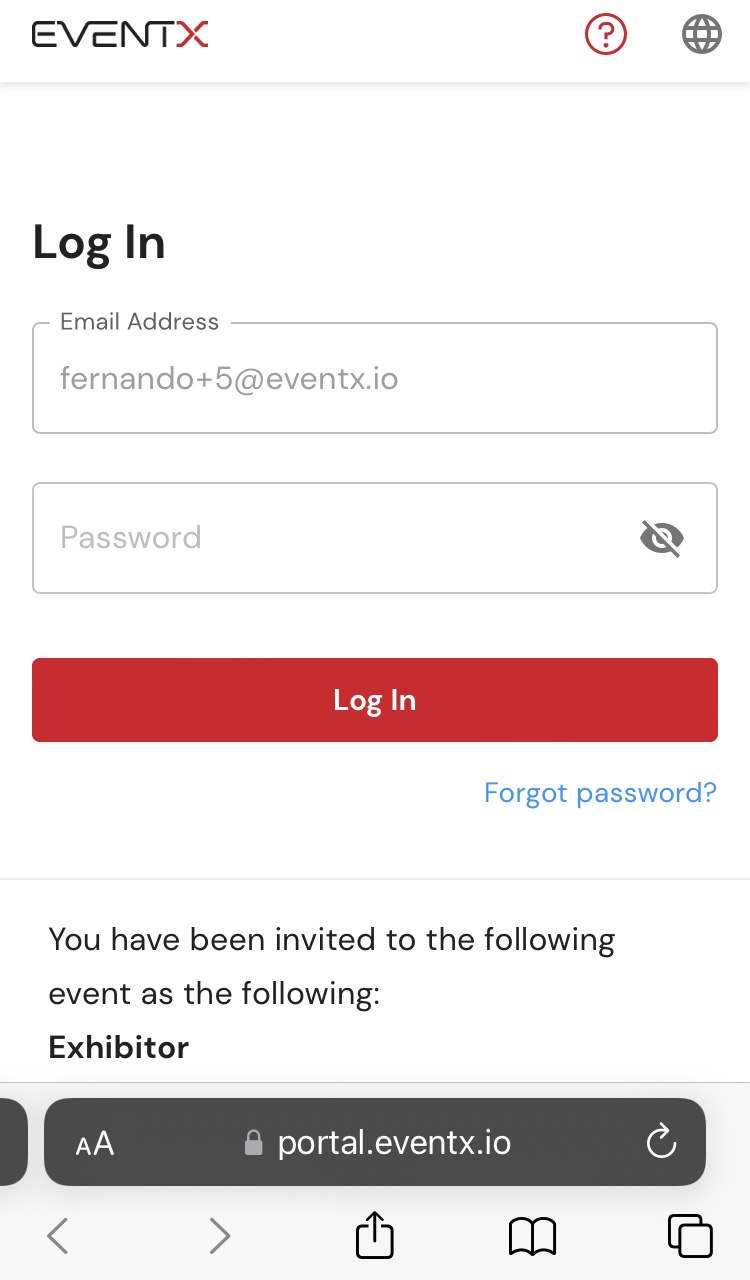 EVENTX
?
Log In
Email Address
fernando+5@eventx.io
Password
Log In
Forgot password?
You have been invited to the following
event as the following:
Exhibitor
AA
portal.eventx.io